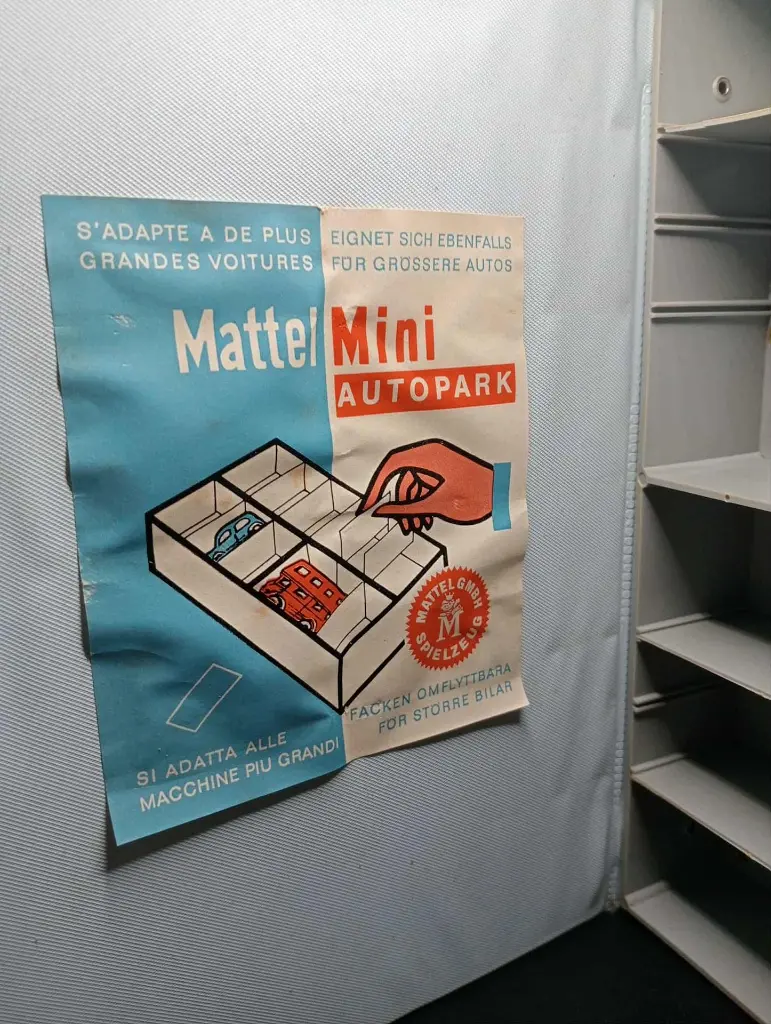 S'ADAPTE A DE PLUS
GRANDES VOITURES
EIGNET SICH EBENFALLS
FÜR GRÖSSERE AUTOS
Mattel Mini
AUTOPARK
MATTEL GMBH
M
SPIELZEUG
FACKEN OMFLYTTBARA
FÖR STÖRRE BILAR
SI ADATTA ALLE
MACCHINE PIU GRANDI